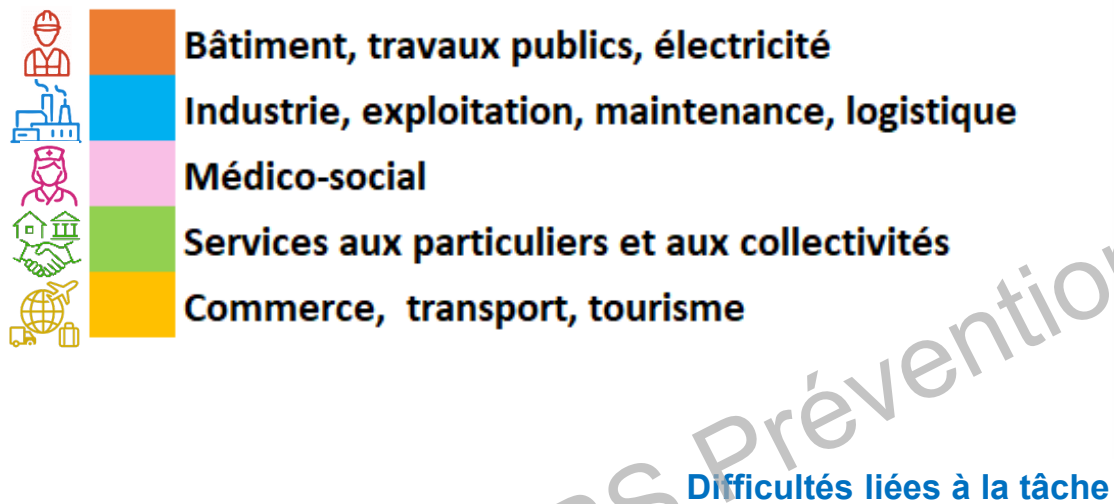 Bâtiment, travaux publics, électricité
Industrie, exploitation, maintenance, logistique
Médico-social
Services aux particuliers et aux collectivités
Commerce, transport, tourisme
Prévention
Difficultés liées à la tâche